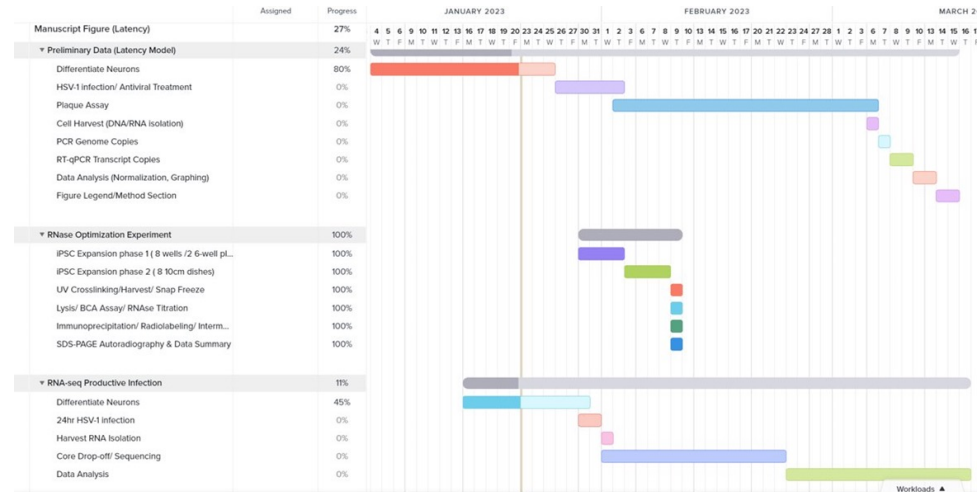 Assigned Progress JANUARY 2023 FEBRUARY 2023 MARCH 2
Manuscript Figure (Latency) 27% 4 5 6 9 10 11 12 13 16 17 18 19 20 23 24 25 26 27 30 31 1 2 3 6 7 8 9 10 13 14 15 16 17 20 21 22 23 24 27 28 1 2 3 6 7 8 9 10 13 14 15 16 1
W T F M T W T F M T W T F M T W T F M T W T F M T W T F M T W T F M T W T F M T W T F M T W T F M T W T F
▼ Preliminary Data (Latency Model) 24%
Differentiate Neurons 80%
HSV-1 infection/ Antiviral Treatment 0%
Plaque Assay 0%
Cell Harvest (DNA/RNA isolation) 0%
PCR Genome Copies 0%
RT-qPCR Transcript Copies 0%
Data Analysis (Normalization, Graphing) 0%
Figure Legend/Method Section 0%
▼ RNase Optimization Experiment 100%
iPSC Expansion phase 1 ( 8 wells /2 6-well pl... 100%
iPSC Expansion phase 2 ( 8 10cm dishes) 100%
UV Crosslinking/Harvest/ Snap Freeze 100%
Lysis/ BCA Assay/ RNAse Titration 100%
Immunoprecipitation/ Radiolabeling/ Interm... 100%
SDS-PAGE Autoradiography & Data Summary 100%
▼ RNA-seq Productive Infection 11%
Differentiate Neurons 45%
24hr HSV-1 infection 0%
Harvest RNA Isolation 0%
Core Drop-off/ Sequencing 0%
Data Analysis 0%
Workloads ▲